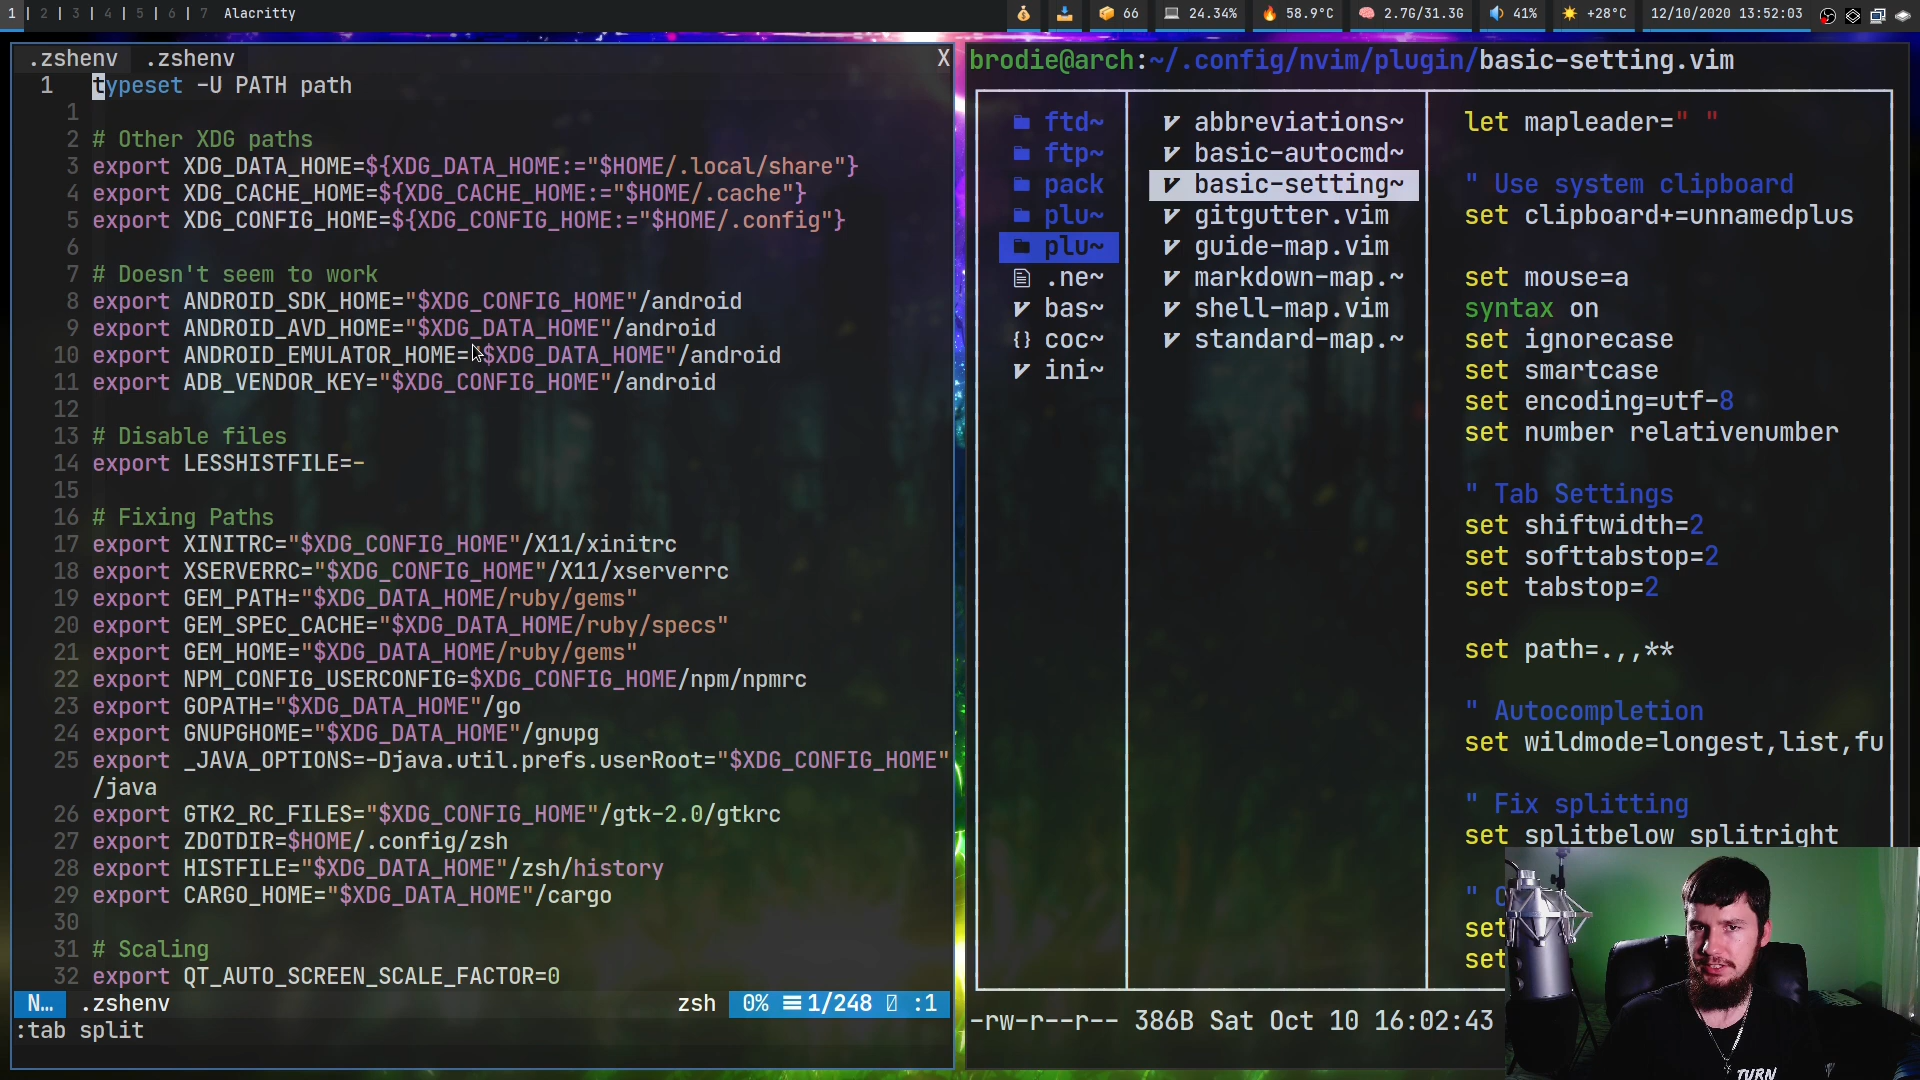 1 | 2 | 3 | 4 | 5 | 6 | 7 Alacritty
66 24.34% 58.9°C 2.7G/31.3G 41% +28°C 12/10/2020 13:52:03
.zshenv .zshenv X
1 typeset -U PATH path
1
2 # Other XDG paths
3 export XDG_DATA_HOME=${XDG_DATA_HOME:="$HOME/.local/share"}
4 export XDG_CACHE_HOME=${XDG_CACHE_HOME:="$HOME/.cache"}
5 export XDG_CONFIG_HOME=${XDG_CONFIG_HOME:="$HOME/.config"}
6
7 # Doesn't seem to work
8 export ANDROID_SDK_HOME="$XDG_CONFIG_HOME"/android
9 export ANDROID_AVD_HOME="$XDG_DATA_HOME"/android
10 export ANDROID_EMULATOR_HOME="$XDG_DATA_HOME"/android
11 export ADB_VENDOR_KEY="$XDG_CONFIG_HOME"/android
12
13 # Disable files
14 export LESSHISTFILE=-
15
16 # Fixing Paths
17 export XINITRC="$XDG_CONFIG_HOME"/X11/xinitrc
18 export XSERVERRC="$XDG_CONFIG_HOME"/X11/xserverrc
19 export GEM_PATH="$XDG_DATA_HOME/ruby/gems"
20 export GEM_SPEC_CACHE="$XDG_DATA_HOME/ruby/specs"
21 export GEM_HOME="$XDG_DATA_HOME/ruby/gems"
22 export NPM_CONFIG_USERCONFIG=$XDG_CONFIG_HOME/npm/npmrc
23 export GOPATH="$XDG_DATA_HOME"/go
24 export GNUPGHOME="$XDG_DATA_HOME"/gnupg
25 export _JAVA_OPTIONS=-Djava.util.prefs.userRoot="$XDG_CONFIG_HOME"
/java
26 export GTK2_RC_FILES="$XDG_CONFIG_HOME"/gtk-2.0/gtkrc
27 export ZDOTDIR=$HOME/.config/zsh
28 export HISTFILE="$XDG_DATA_HOME"/zsh/history
29 export CARGO_HOME="$XDG_DATA_HOME"/cargo
30
31 # Scaling
32 export QT_AUTO_SCREEN_SCALE_FACTOR=0
N… .zshenv zsh 0% 1/248 :1
:tab split
brodie@arch:~/.config/nvim/plugin/basic-setting.vim
ftd~
ftp~
pack
plu~
plu~
.ne~
bas~
coc~
ini~
abbreviations~
basic-autocmd~
basic-setting~
gitgutter.vim
guide-map.vim
markdown-map.~
shell-map.vim
standard-map.~
let mapleader=" "
" Use system clipboard
set clipboard+=unnamedplus
set mouse=a
syntax on
set ignorecase
set smartcase
set encoding=utf-8
set number relativenumber
" Tab Settings
set shiftwidth=2
set softtabstop=2
set tabstop=2
set path=.,,**
" Autocompletion
set wildmode=longest,list,fu
" Fix splitting
set splitbelow splitright
"
set
set
-rw-r--r-- 386B Sat Oct 10 16:02:43
TURN